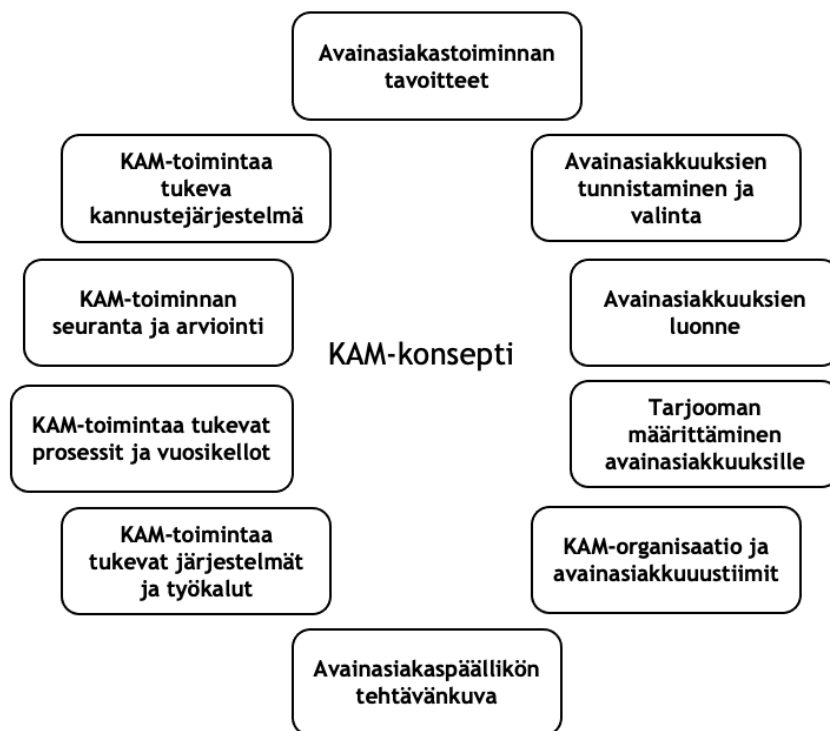 Avainasiakastoiminnan
tavoitteet
KAM-toimintaa
tukeva
kannustejärjestelmä
Avainasiakkuuksien
tunnistaminen ja
valinta
KAM-toiminnan
seuranta ja arviointi
KAM-konsepti
Avainasiakkuuksien
luonne
KAM-toimintaa tukevat
prosessit ja vuosikellot
Tarjooman
määrittäminen
avainasiakkuuksille
KAM-toimintaa
tukevat järjestelmät
ja työkalut
KAM-organisaatio ja
avainasiakkuuustiimit
Avainasiakaspäällikön
tehtävänkuva